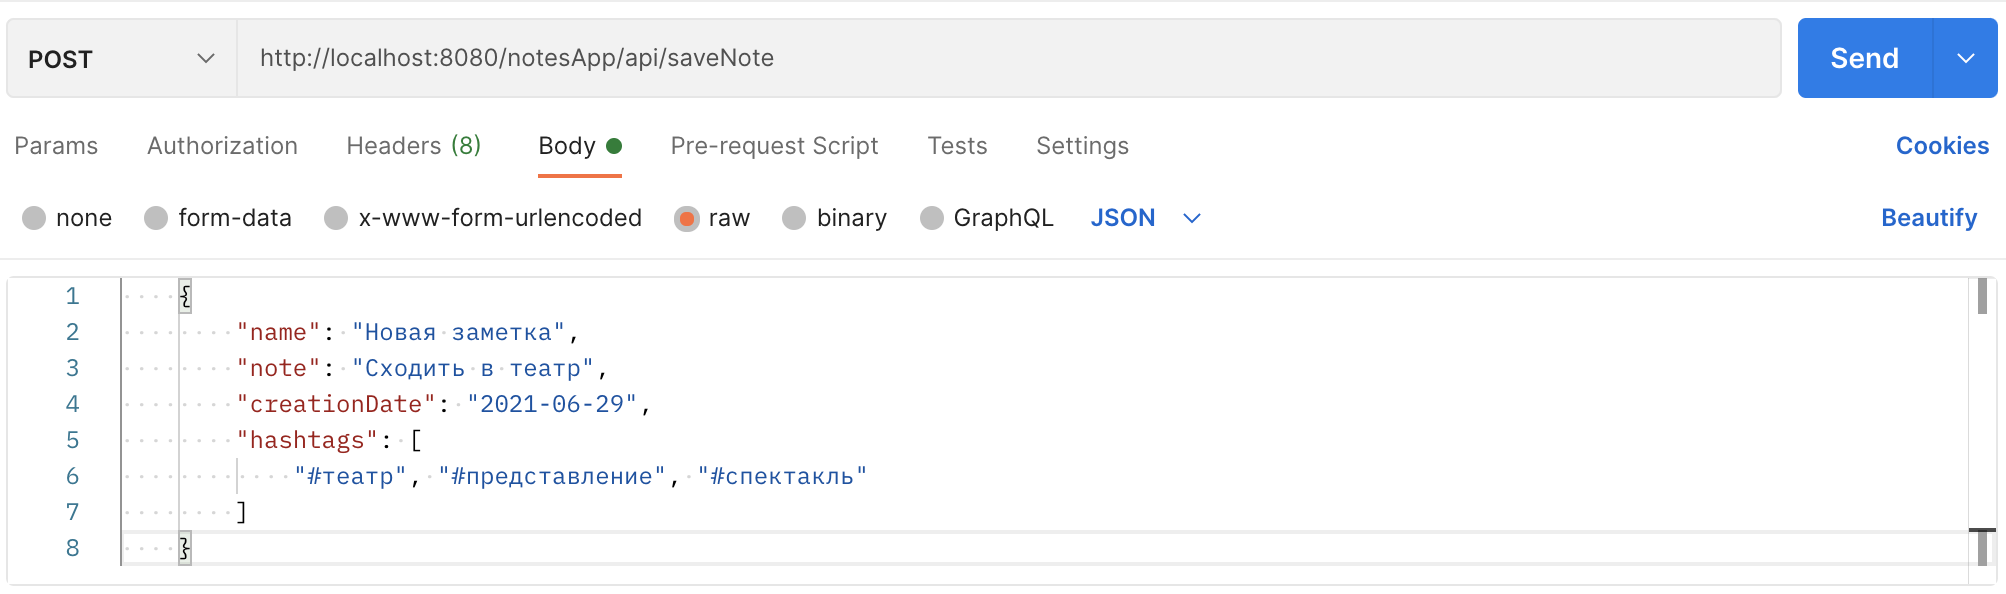 POST http://localhost:8080/notesApp/api/saveNote Send
Params Authorization Headers (8) Body Pre-request Script Tests Settings Cookies
none form-data x-www-form-urlencoded raw binary GraphQL JSON Beautify
1 {
2 "name": "Новая заметка",
3 "note": "Сходить в театр",
4 "creationDate": "2021-06-29",
5 "hashtags": [
6 "#театр", "#представление", "#спектакль"
7 ]
8 }